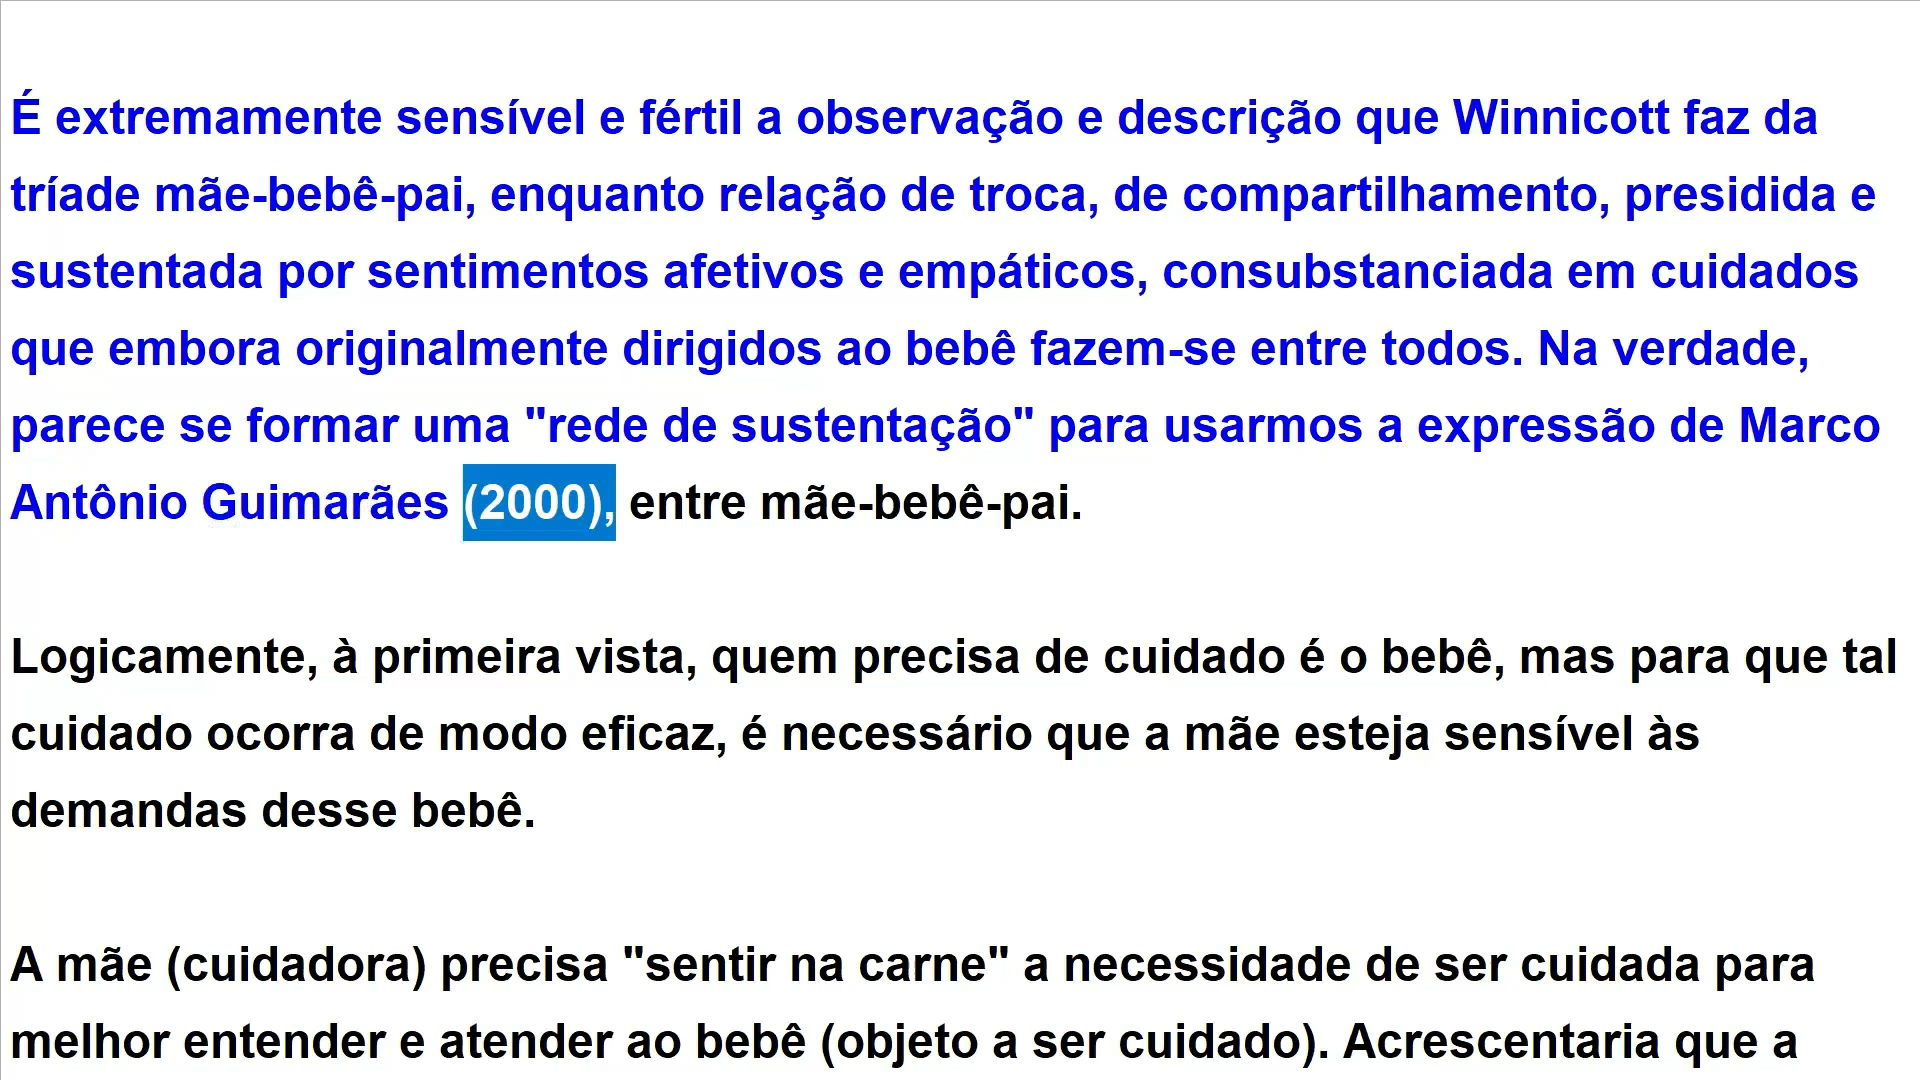 É extremamente sensível e fértil a observação e descrição que Winnicott faz da
tríade mãe-bebê-pai, enquanto relação de troca, de compartilhamento, presidida e
sustentada por sentimentos afetivos e empáticos, consubstanciada em cuidados
que embora originalmente dirigidos ao bebê fazem-se entre todos. Na verdade,
parece se formar uma "rede de sustentação" para usarmos a expressão de Marco
Antônio Guimarães (2000), entre mãe-bebê-pai.
Logicamente, à primeira vista, quem precisa de cuidado é o bebê, mas para que tal
cuidado ocorra de modo eficaz, é necessário que a mãe esteja sensível às
demandas desse bebê.
A mãe (cuidadora) precisa "sentir na carne" a necessidade de ser cuidada para
melhor entender e atender ao bebê (objeto a ser cuidado). Acrescentaria que a